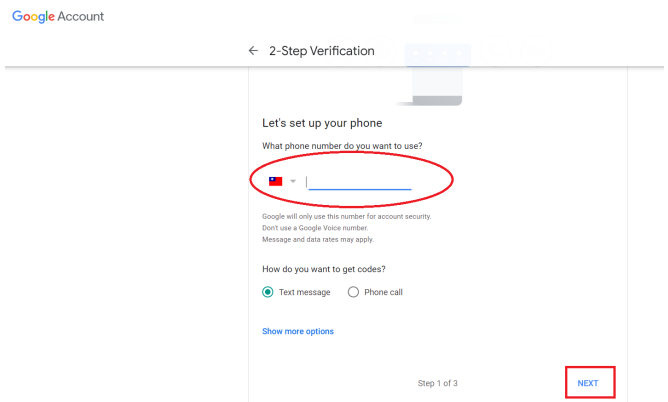 Google Account
2-Step Verification
Let's set up your phone
What phone number do you want to use?
Google will only use this number for account security.
Don't use a Google Voice number.
Message and data rates may apply.
How do you want to get codes?
Text message Phone call
Show more options
Step 1 of 3 NEXT